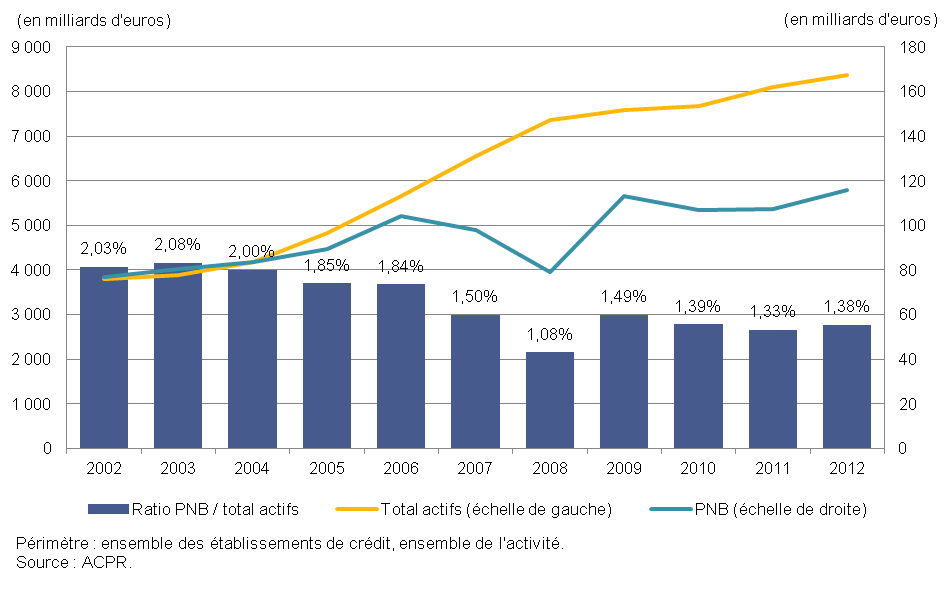 (en milliards d'euros) (en milliards d'euros)
9 000 180
8 000 160
7 000 140
6 000 120
5 000 100
4 000 80
3 000 60
2 000 40
1 000 20
0 0
2,03% 2,08% 2,00% 1,85% 1,84% 1,50% 1,08% 1,49% 1,39% 1,33% 1,38%
2002 2003 2004 2005 2006 2007 2008 2009 2010 2011 2012
Ratio PNB / total actifs Total actifs (échelle de gauche) PNB (échelle de droite)
Périmètre : ensemble des établissements de crédit, ensemble de l'activité.
Source : ACPR.